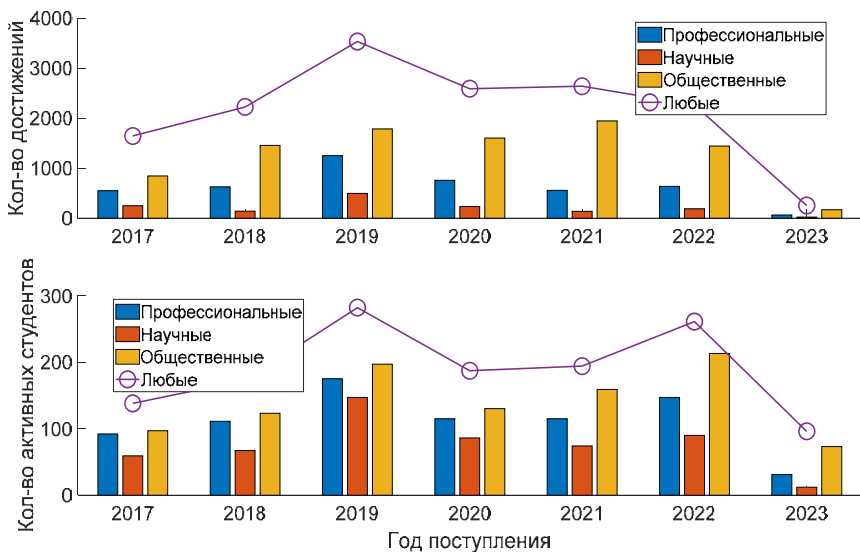 Кол-во достижений
4000
3000
2000
1000
0
Профессиональные
Научные
Общественные
Любые
2017 2018 2019 2020 2021 2022 2023
Кол-во активных студентов
300
200
100
0
Профессиональные
Научные
Общественные
Любые
2017 2018 2019 2020 2021 2022 2023
Год поступления